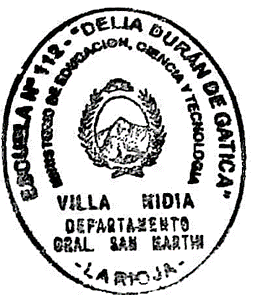 ESCUELA Nº 112 - "DELIA DURÁN DE GATICA"
MINISTERIO DE EDUCACION, CIENCIA Y TECNOLOGIA
VILLA NIDIA
DEPARTAMENTO
GRAL. SAN MARTIN
- LA RIOJA -